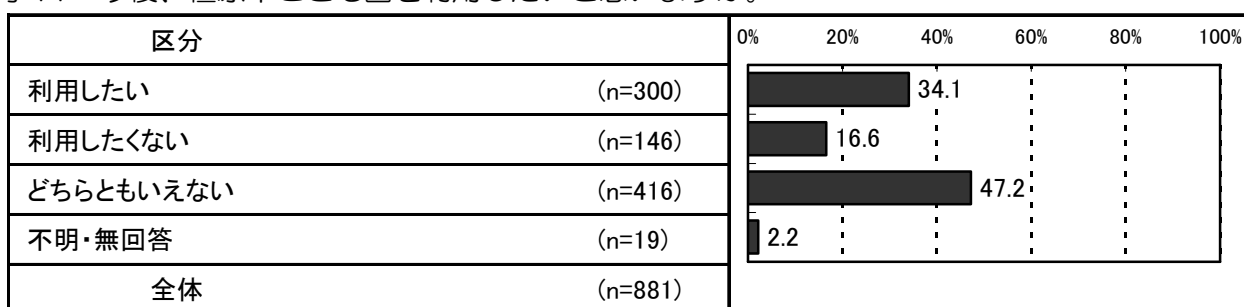 区分 0% 20% 40% 60% 80% 100%
利用したい (n=300) 34.1
利用したくない (n=146) 16.6
どちらともいえない (n=416) 47.2
不明・無回答 (n=19) 2.2
全体 (n=881)